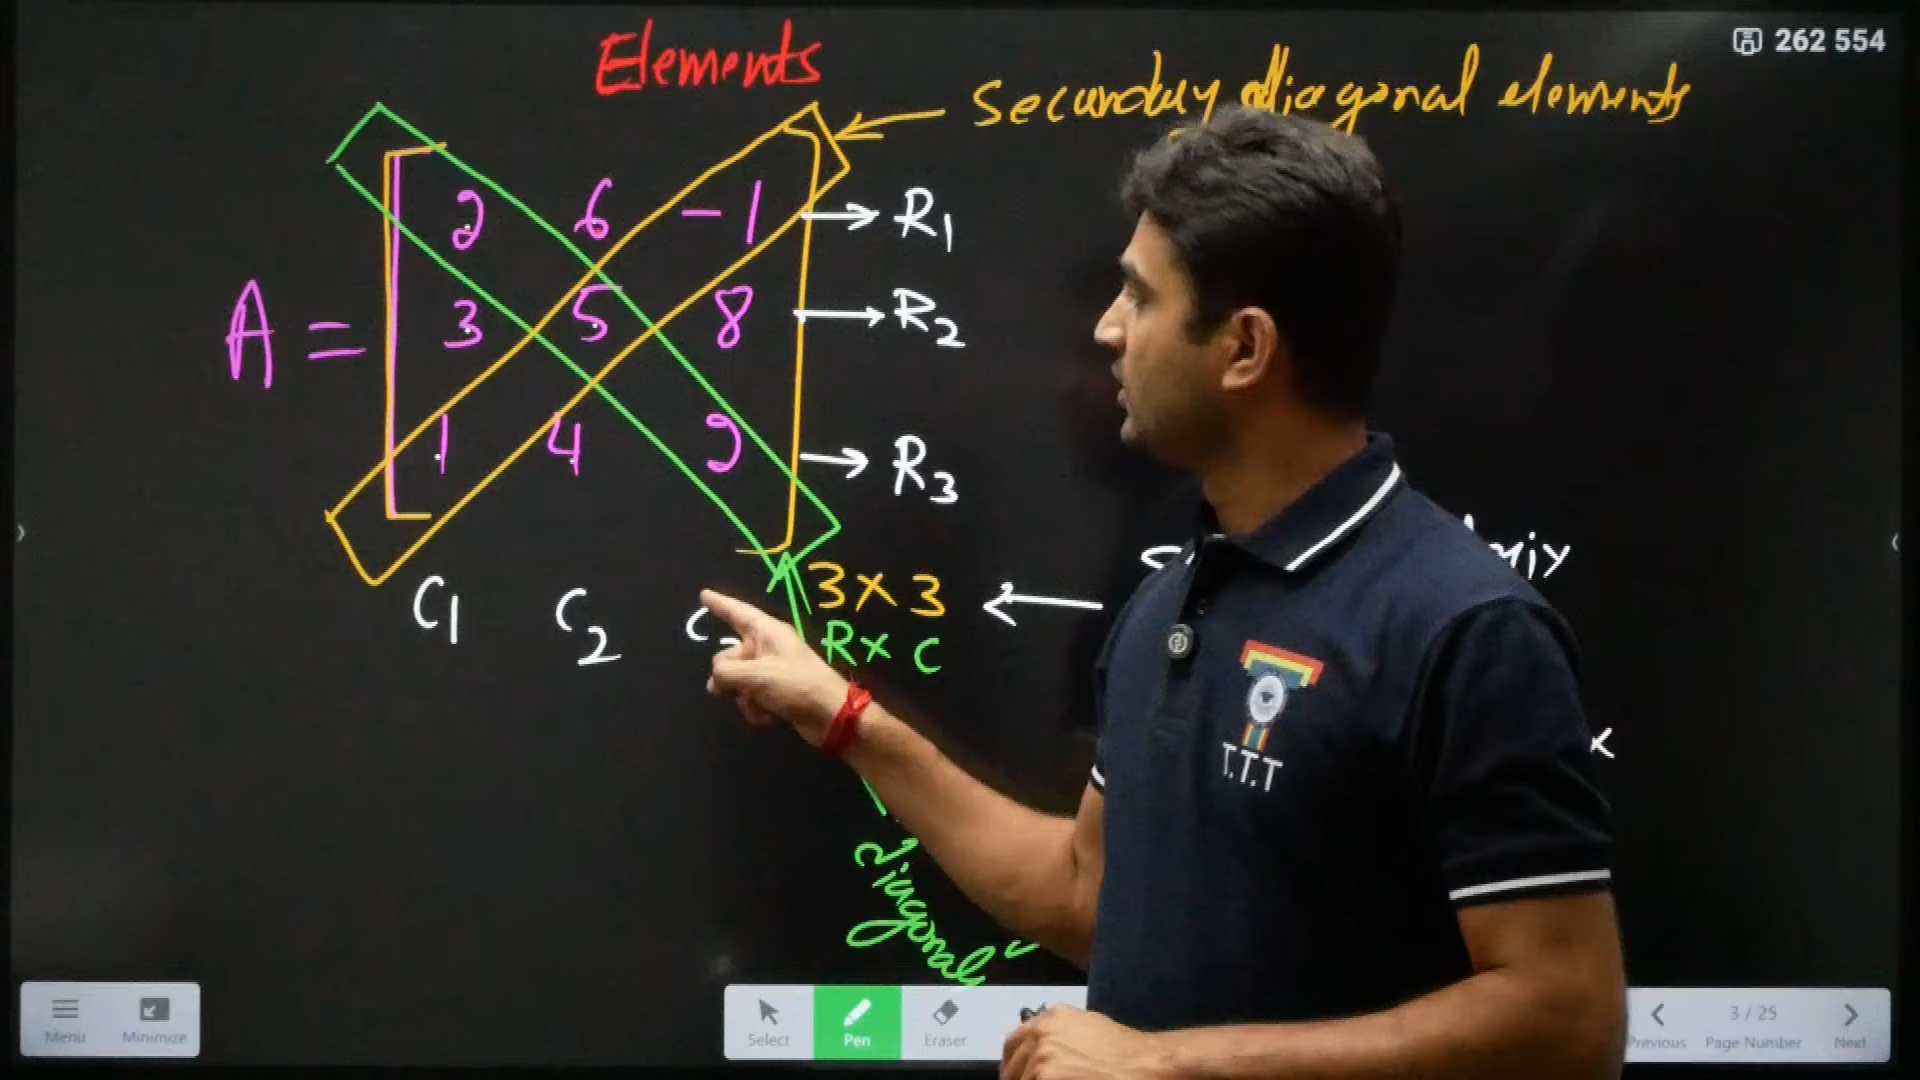 262 554
Elements
Secondary diagonal elements
2 6 -1 → R1
A = 3 5 8 → R2
1 4 9 → R3
3 × 3 ←
C1 C2
R × C
T.T.T
diagonal
Menu Minimize Select Pen Eraser Previous 3 / 25 Page Number Next